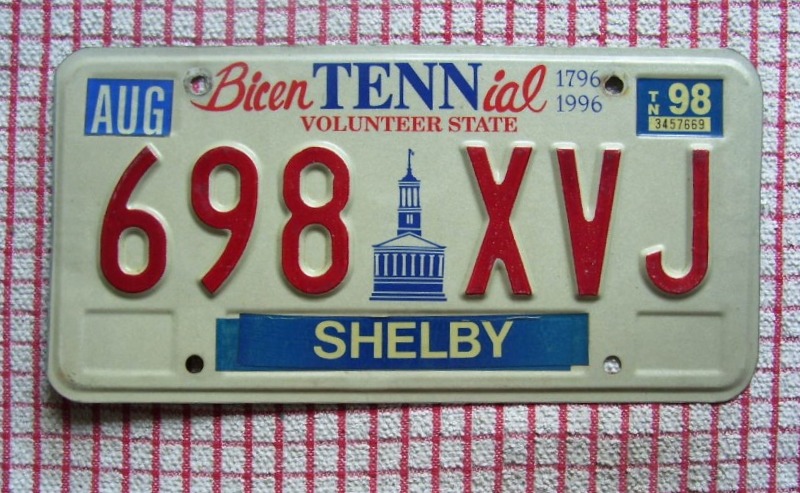 AUG
BicenTENNial
1796
1996
TN 98
3457669
VOLUNTEER STATE
698 XVJ
SHELBY